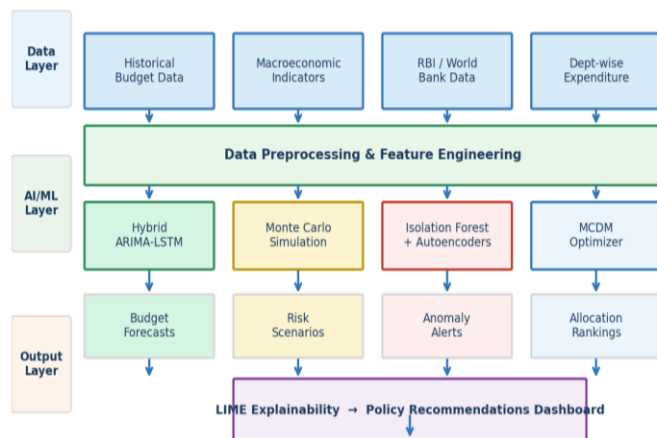 Data
Layer
Historical
Budget Data
Macroeconomic
Indicators
RBI / World
Bank Data
Dept-wise
Expenditure
Data Preprocessing & Feature Engineering
AI/ML
Layer
Hybrid
ARIMA-LSTM
Monte Carlo
Simulation
Isolation Forest
+ Autoencoders
MCDM
Optimizer
Budget
Forecasts
Risk
Scenarios
Anomaly
Alerts
Allocation
Rankings
Output
Layer
LIME Explainability → Policy Recommendations Dashboard